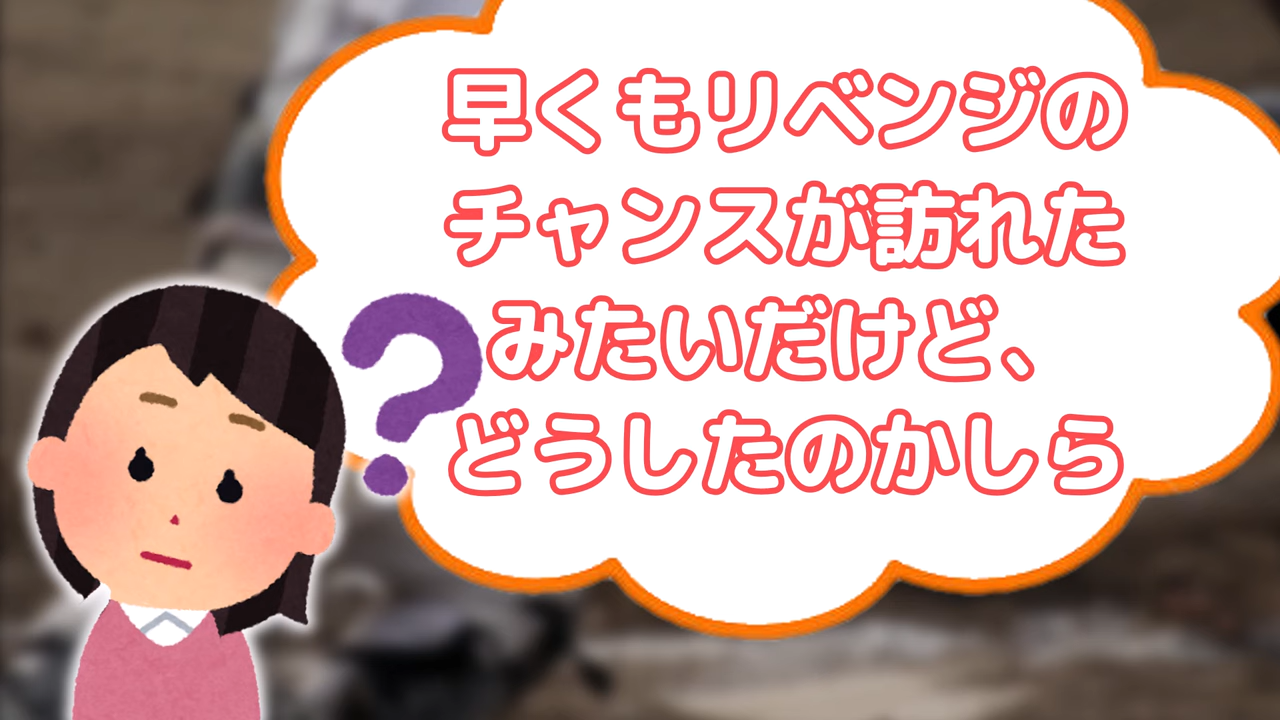 早くもリベンジの
チャンスが訪れた
みたいだけど、
どうしたのかしら
?